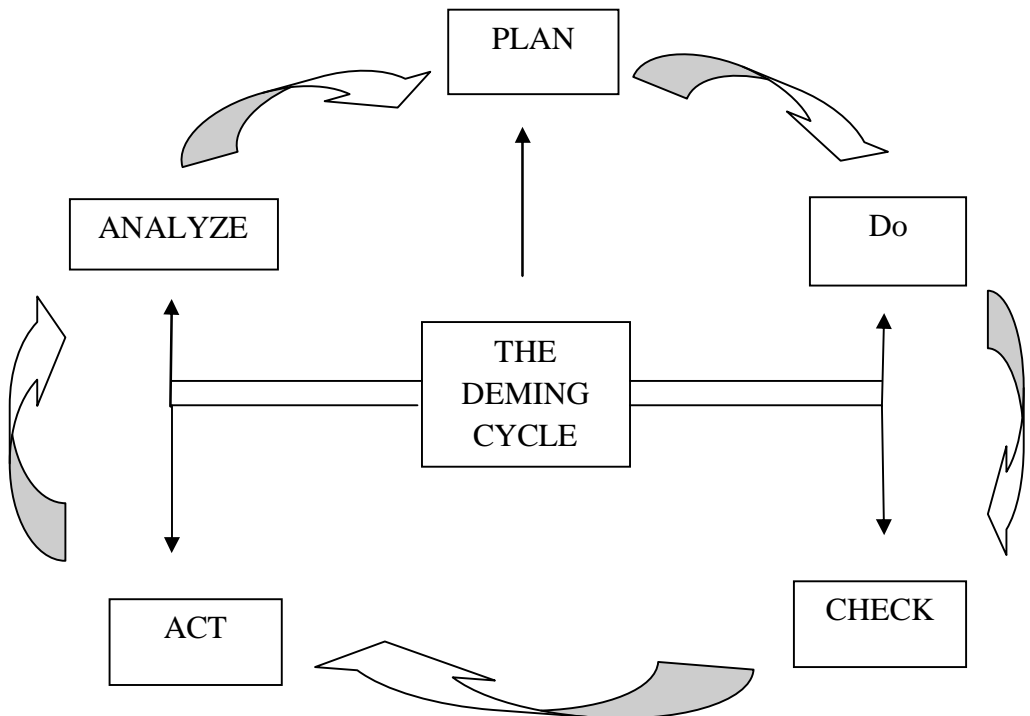 PLAN
ANALYZE
Do
THE
DEMING
CYCLE
ACT
CHECK